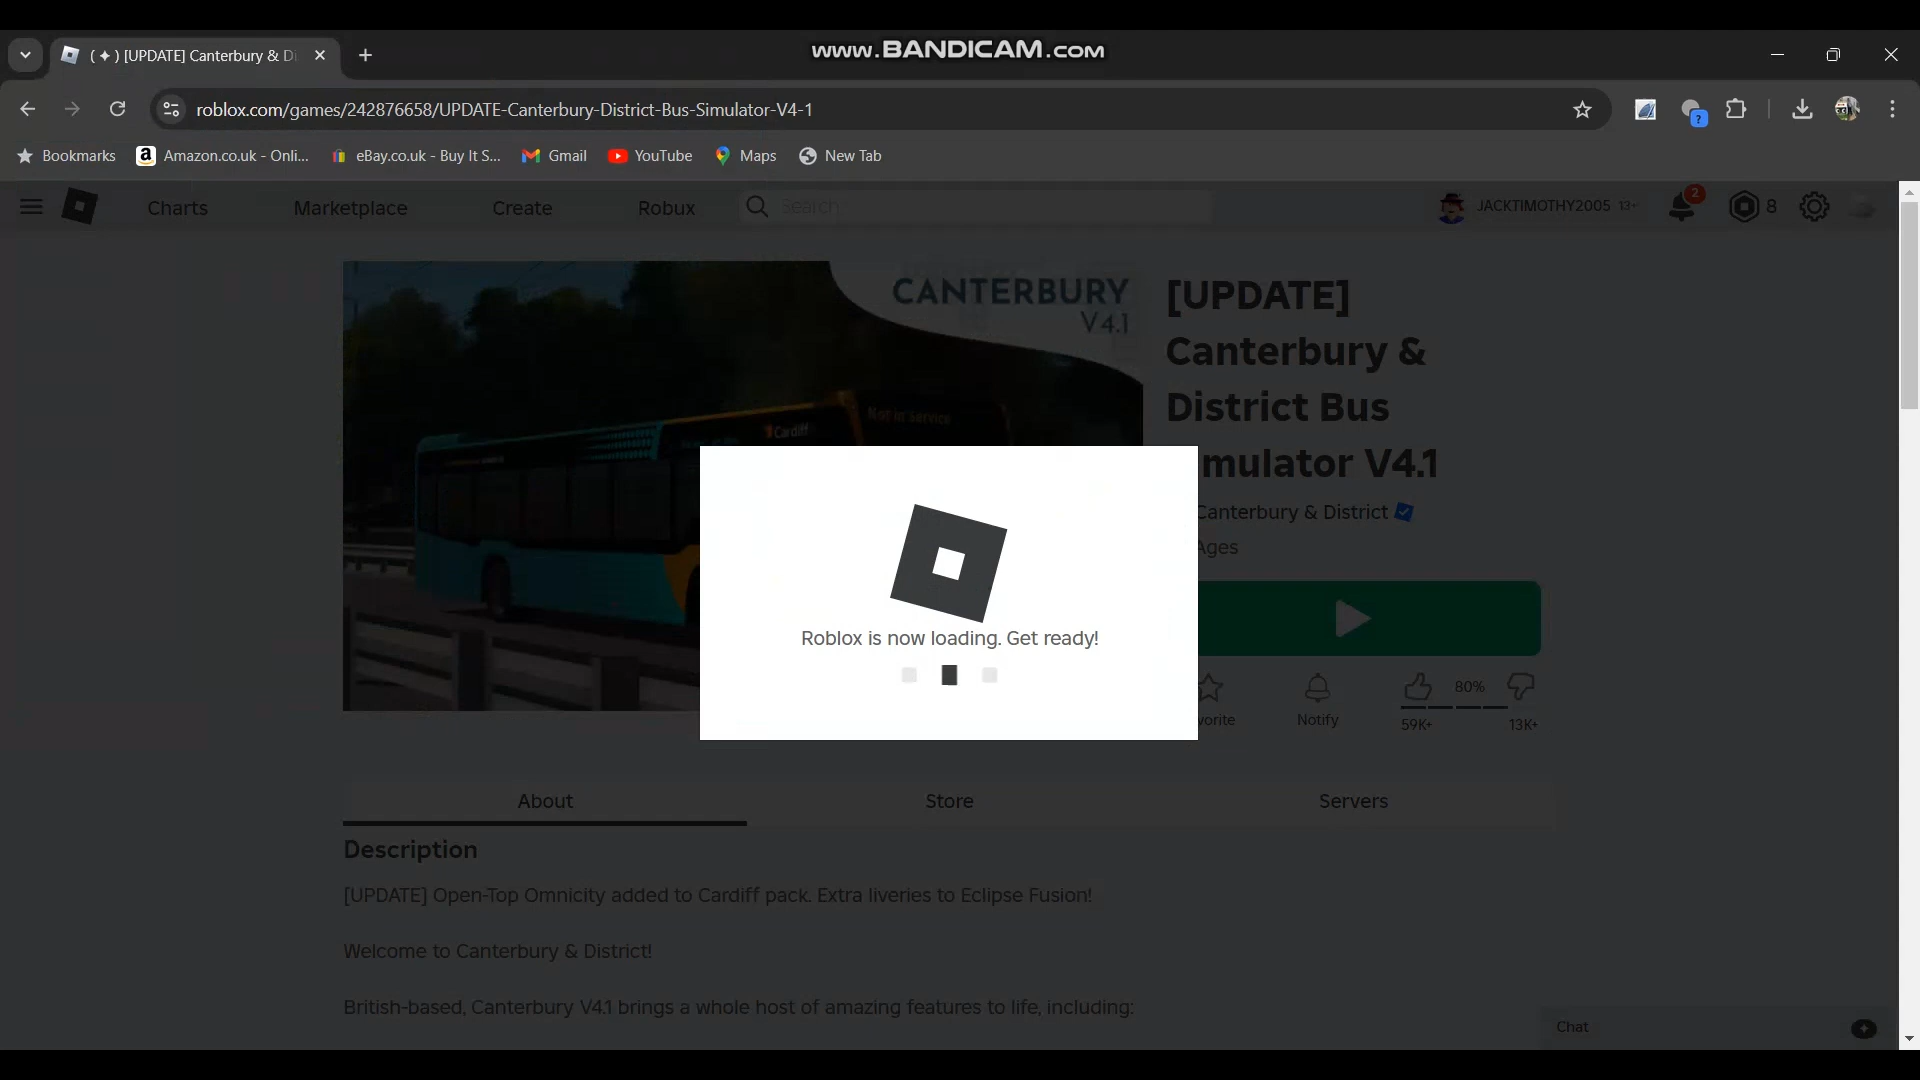 www.BANDICAM.com
( ✦ ) [UPDATE] Canterbury & Di
roblox.com/games/242876658/UPDATE-Canterbury-District-Bus-Simulator-V4-1
Bookmarks
Amazon.co.uk - Onli...
eBay.co.uk - Buy It S...
Gmail
YouTube
Maps
New Tab
Charts
Marketplace
Create
Robux
Search
JACKTIMOTHY2005 13+
2
8
CANTERBURY
V4.1
Cardiff
Not in Service
[UPDATE]
Canterbury &
District Bus
mulator V4.1
Canterbury & District
Ages
Roblox is now loading. Get ready!
vorite
Notify
80%
59K+
13K+
About
Store
Servers
Description
[UPDATE] Open-Top Omnicity added to Cardiff pack. Extra liveries to Eclipse Fusion!
Welcome to Canterbury & District!
British-based, Canterbury V4.1 brings a whole host of amazing features to life, including:
Chat